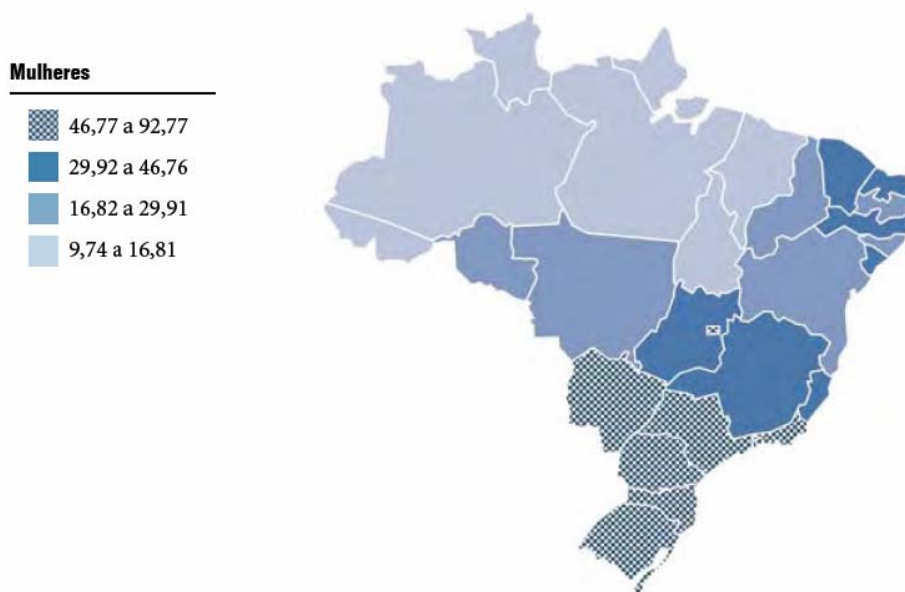 Mulheres
46,77 a 92,77
29,92 a 46,76
16,82 a 29,91
9,74 a 16,81